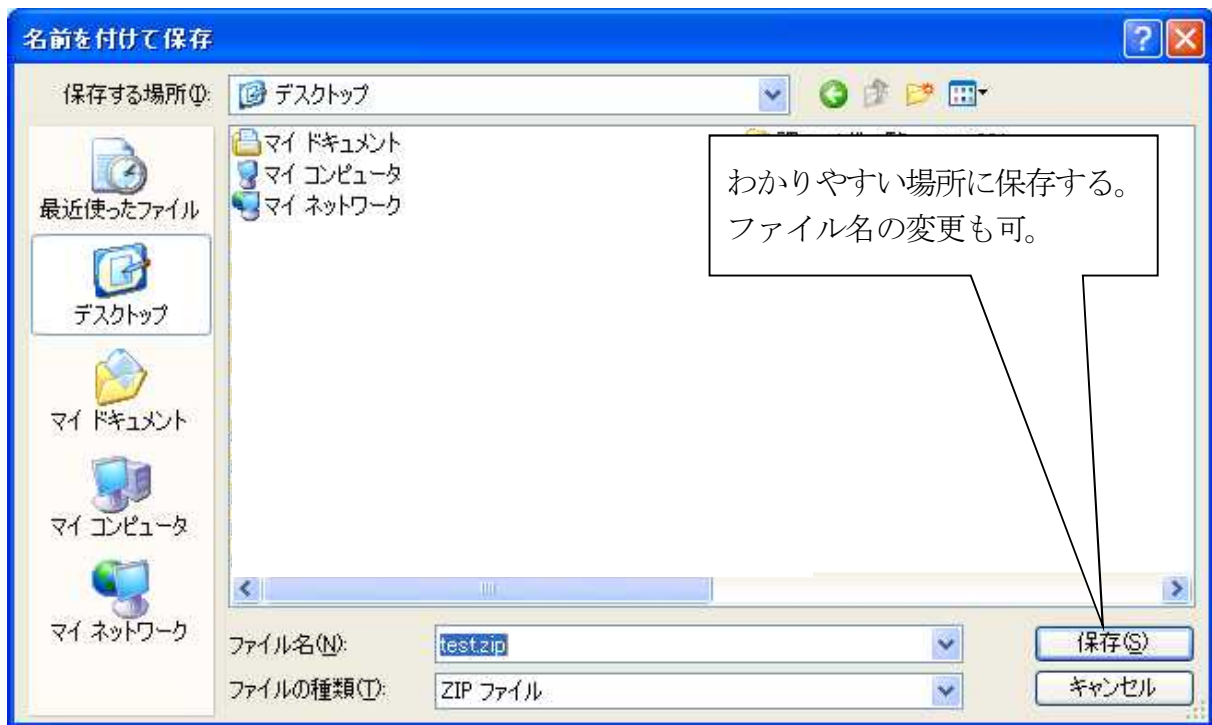 名前を付けて保存
保存する場所(I):
デスクトップ
マイ ドキュメント
マイ コンピュータ
マイ ネットワーク
わかりやすい場所に保存する。
ファイル名の変更も可。
最近使ったファイル
デスクトップ
マイ ドキュメント
マイ コンピュータ
マイ ネットワーク
ファイル名(N):
test.zip
保存(S)
ファイルの種類(T):
ZIP ファイル
キャンセル